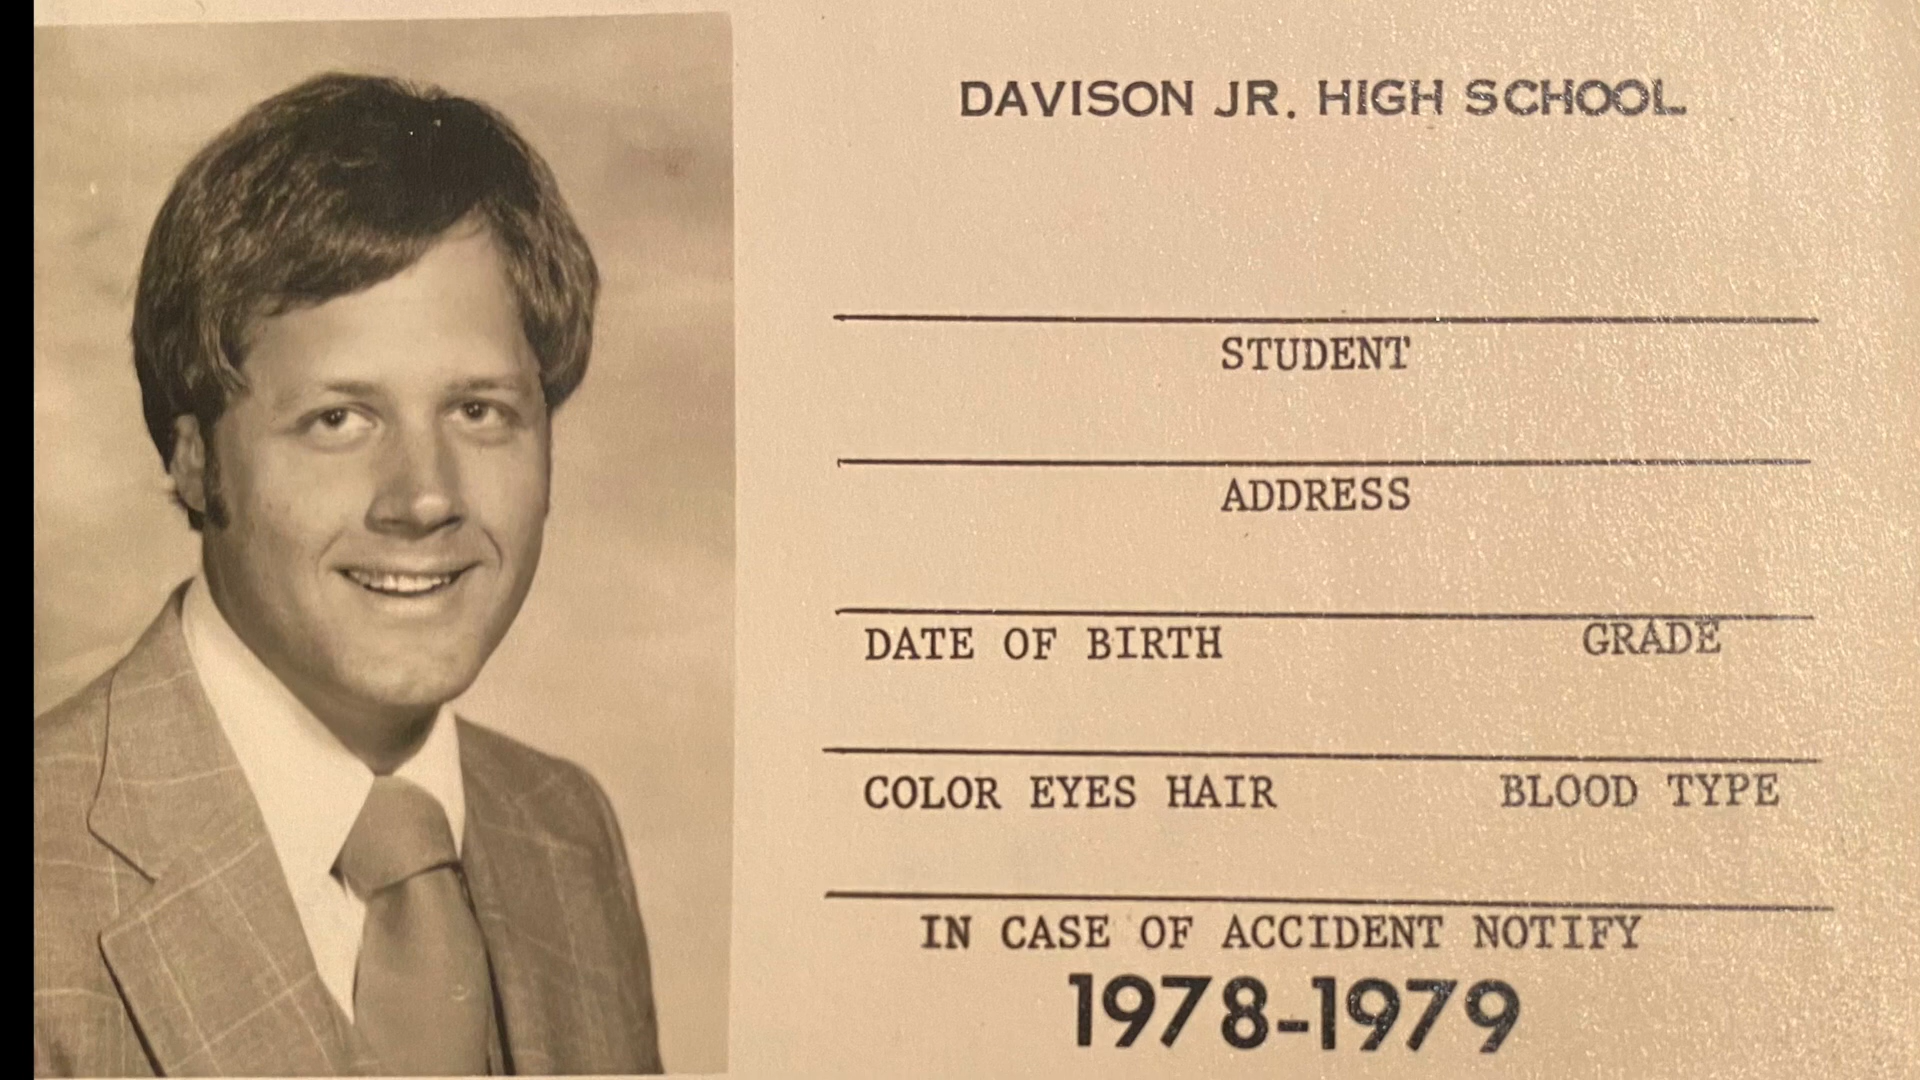 DAVISON JR. HIGH SCHOOL
STUDENT
ADDRESS
DATE OF BIRTH GRADE
COLOR EYES HAIR BLOOD TYPE
IN CASE OF ACCIDENT NOTIFY
1978-1979